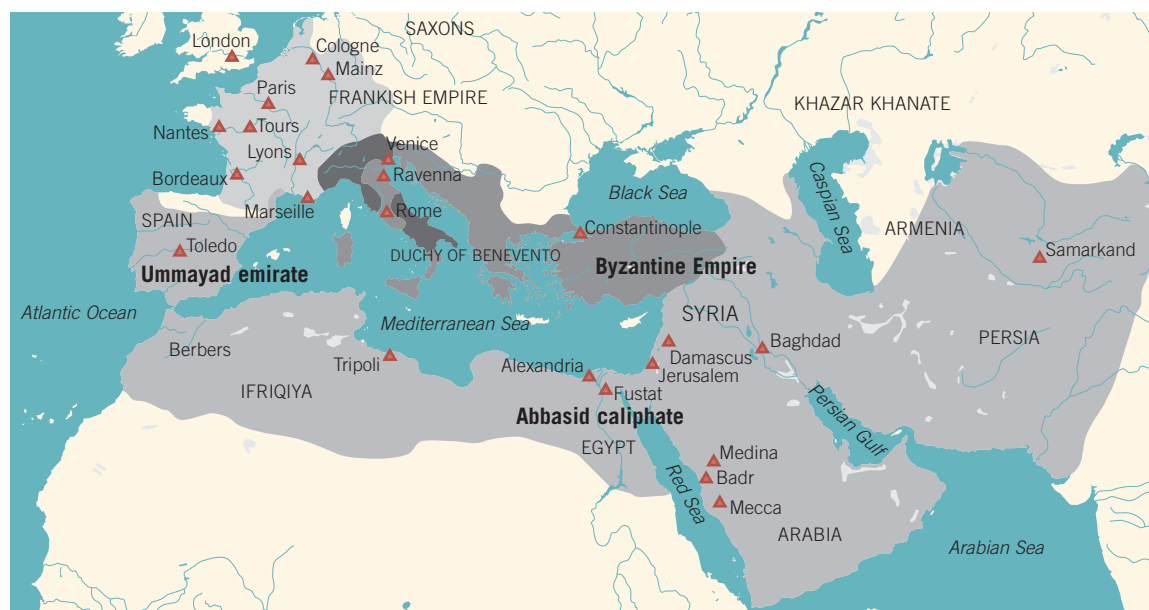 SAXONS
London
Cologne
Mainz
Paris
FRANKISH EMPIRE
KHAZAR KHANATE
Nantes
Tours
Venice
Lyons
Ravenna
Bordeaux
Caspian Sea
Black Sea
Marseille
Rome
SPAIN
ARMENIA
Constantinople
Toledo
DUCHY OF BENEVENTO
Samarkand
Ummayad emirate
Byzantine Empire
Atlantic Ocean
Mediterranean Sea
SYRIA
PERSIA
Berbers
Baghdad
Tripoli
Alexandria
Damascus
Jerusalem
IFRIQIYA
Fustat
Abbasid caliphate
Persian Gulf
EGYPT
Medina
Badr
Red Sea
Mecca
ARABIA
Arabian Sea